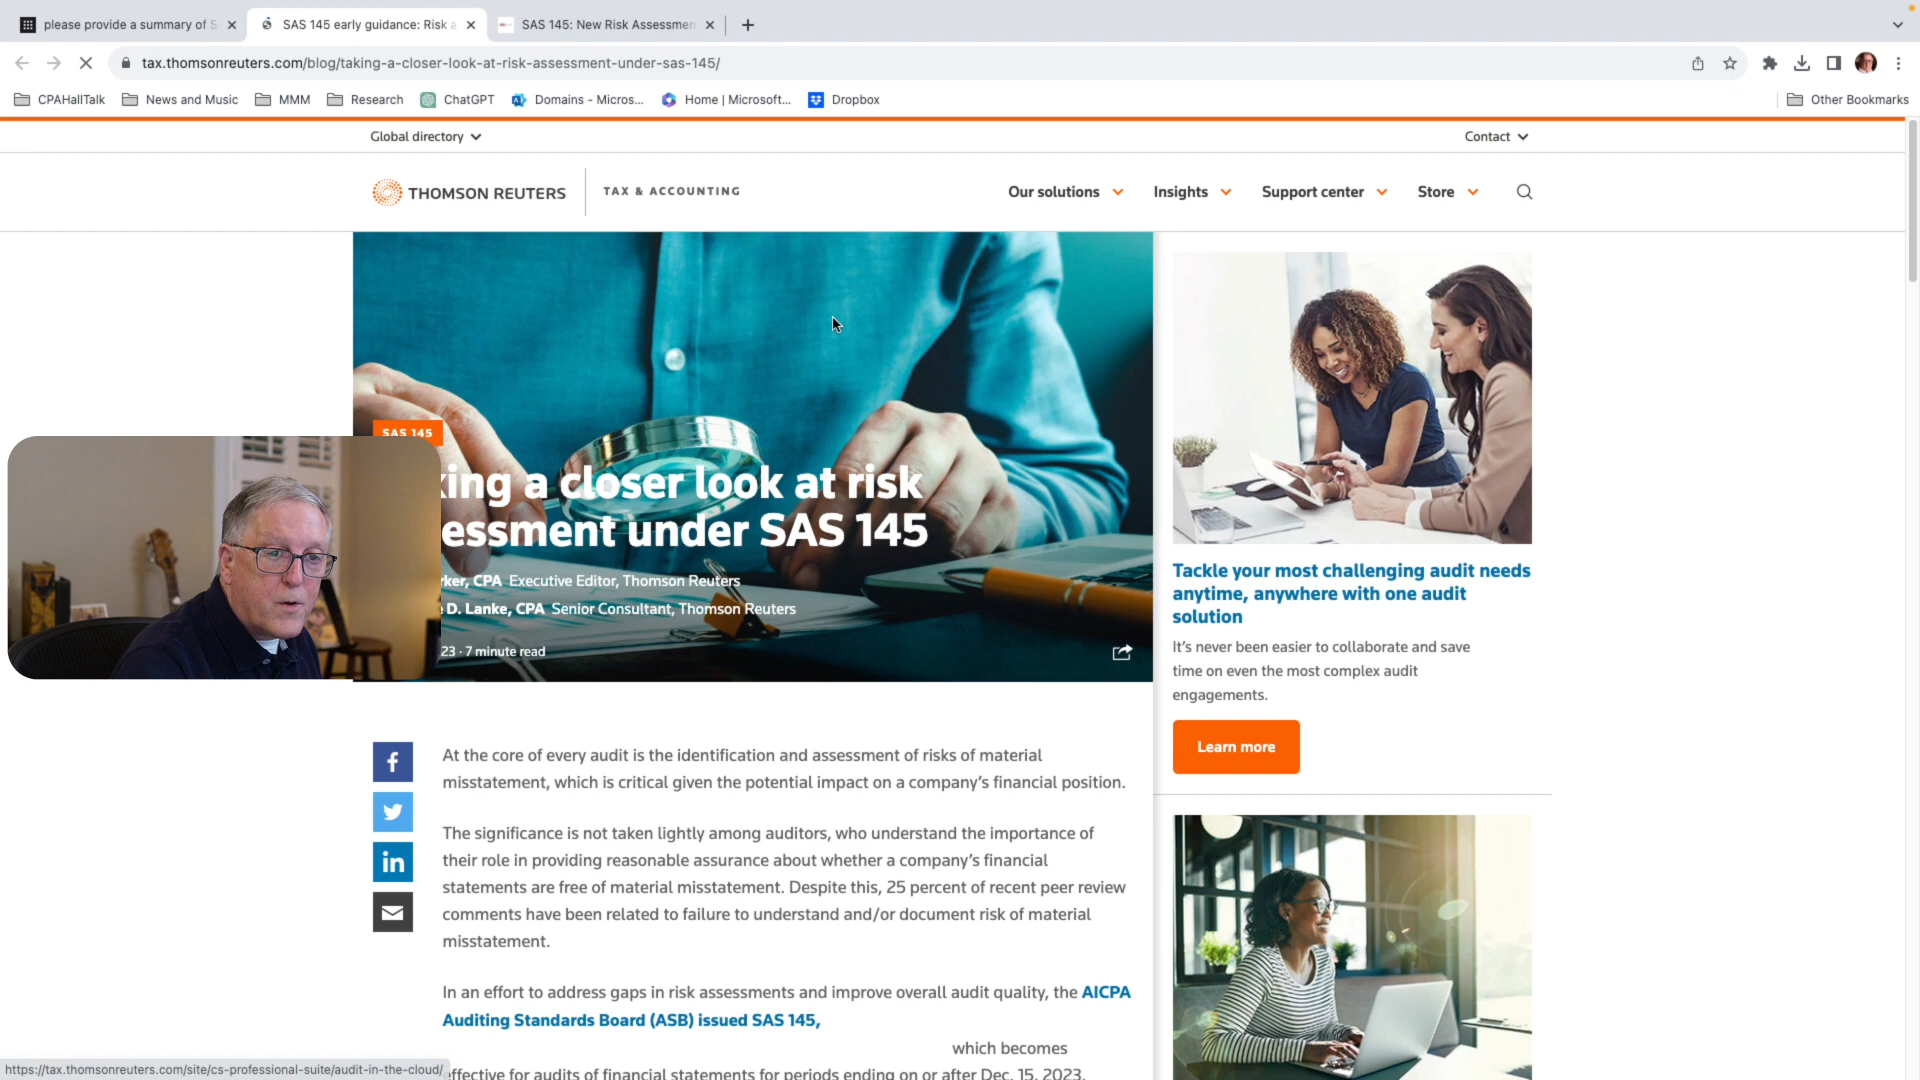 please provide a summary of S
SAS 145 early guidance: Risk a
SAS 145: New Risk Assessmen
tax.thomsonreuters.com/blog/taking-a-closer-look-at-risk-assessment-under-sas-145/
CPAHallTalk
News and Music
MMM
Research
ChatGPT
Domains - Micros...
Home | Microsoft...
Dropbox
Other Bookmarks
Global directory
Contact
THOMSON REUTERS
TAX & ACCOUNTING
Our solutions
Insights
Support center
Store
SAS 145
king a closer look at risk
essment under SAS 145
rker, CPA Executive Editor, Thomson Reuters
D. Lanke, CPA Senior Consultant, Thomson Reuters
23 · 7 minute read
Tackle your most challenging audit needs
anytime, anywhere with one audit
solution
It's never been easier to collaborate and save
time on even the most complex audit
engagements.
Learn more
At the core of every audit is the identification and assessment of risks of material
misstatement, which is critical given the potential impact on a company's financial position.
The significance is not taken lightly among auditors, who understand the importance of
their role in providing reasonable assurance about whether a company's financial
statements are free of material misstatement. Despite this, 25 percent of recent peer review
comments have been related to failure to understand and/or document risk of material
misstatement.
In an effort to address gaps in risk assessments and improve overall audit quality, the AICPA
Auditing Standards Board (ASB) issued SAS 145,
which becomes
effective for audits of financial statements for periods ending on or after Dec. 15, 2023.
https://tax.thomsonreuters.com/site/cs-professional-suite/audit-in-the-cloud/